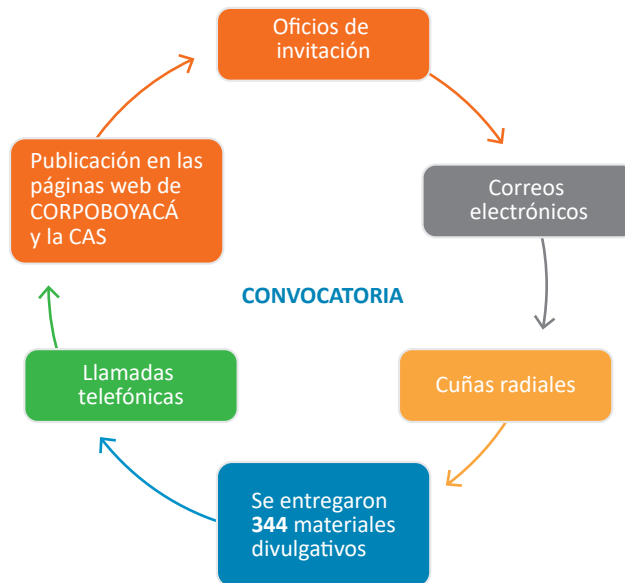 Oficios de
invitación
Correos
electrónicos
Cuñas radiales
Se entregaron
344 materiales
divulgativos
Llamadas
telefónicas
Publicación en las
páginas web de
CORPOBOYACÁ
y la CAS
CONVOCATORIA